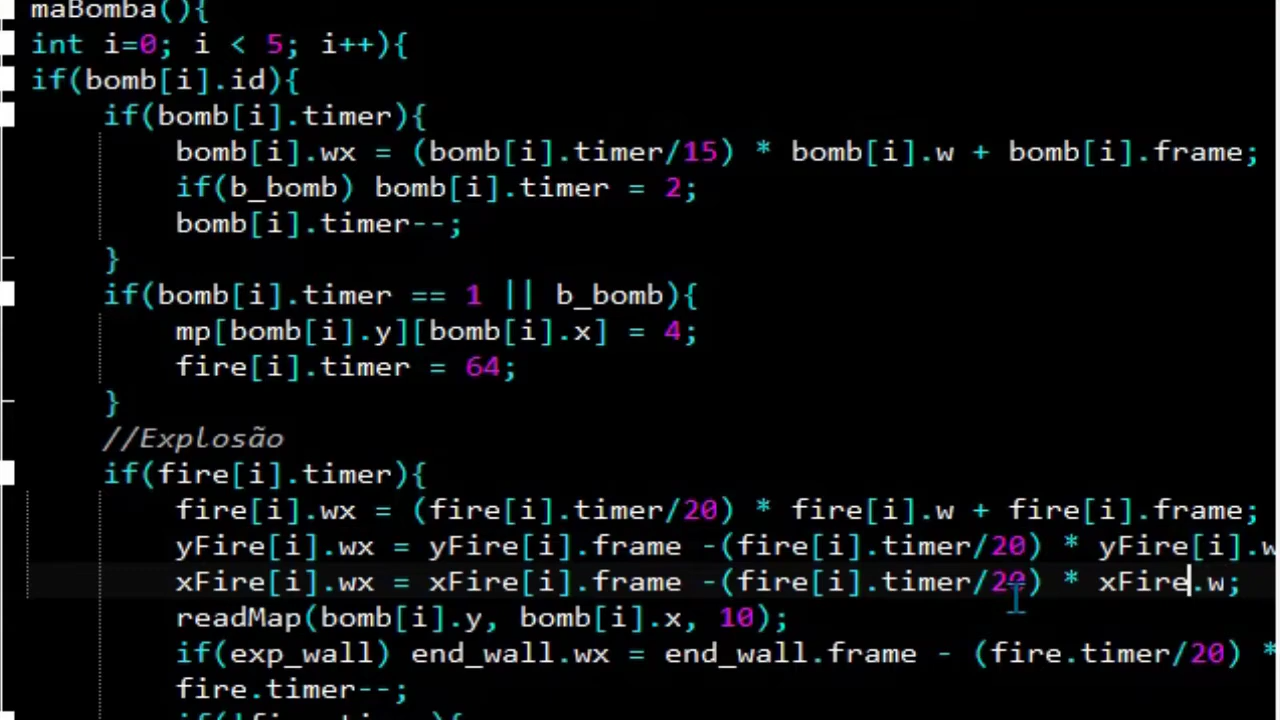 maBomba(){
int i=0; i < 5; i++){
if(bomb[i].id){
if(bomb[i].timer){
bomb[i].wx = (bomb[i].timer/15) * bomb[i].w + bomb[i].frame;
if(b_bomb) bomb[i].timer = 2;
bomb[i].timer--;
}
if(bomb[i].timer == 1 || b_bomb){
mp[bomb[i].y][bomb[i].x] = 4;
fire[i].timer = 64;
}
//Explosão
if(fire[i].timer){
fire[i].wx = (fire[i].timer/20) * fire[i].w + fire[i].frame;
yFire[i].wx = yFire[i].frame -(fire[i].timer/20) * yFire[i].w
xFire[i].wx = xFire[i].frame -(fire[i].timer/20) * xFire.w;
readMap(bomb[i].y, bomb[i].x, 10);
if(exp_wall) end_wall.wx = end_wall.frame - (fire.timer/20) *
fire.timer--;